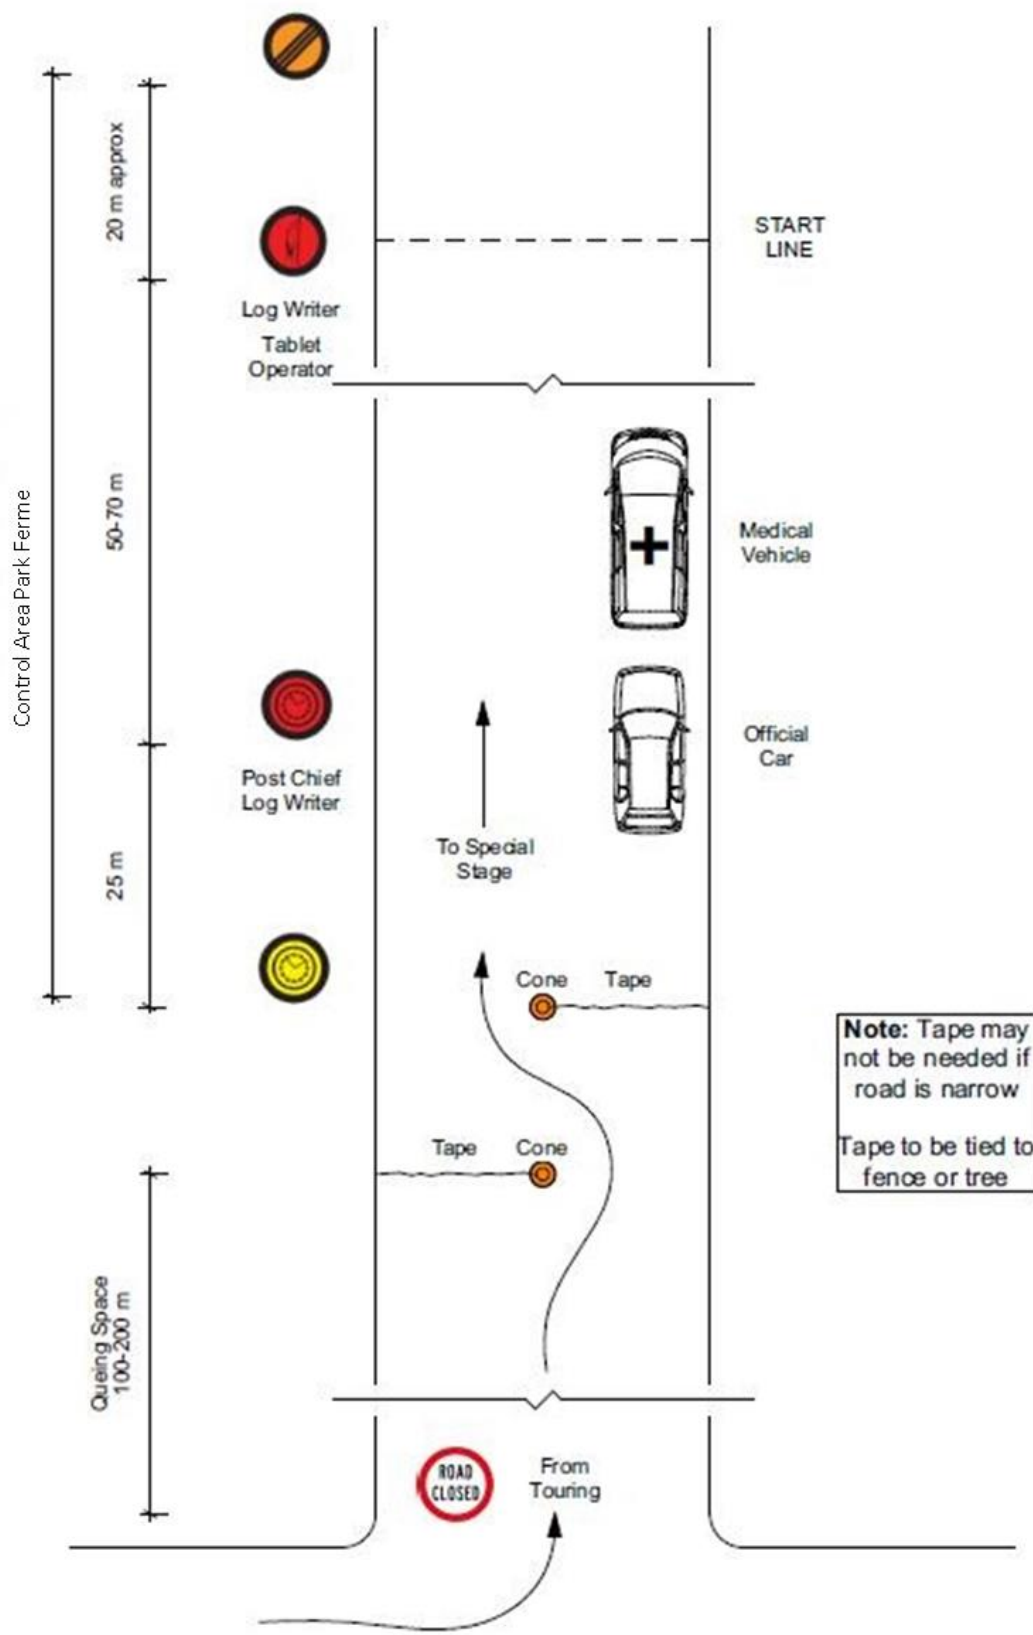 20 m approx
START
LINE
Log Writer
Tablet
Operator
Control Area Park Ferme
50-70 m
Medical
Vehicle
Official
Car
Post Chief
Log Writer
To Special
Stage
25 m
Cone
Tape
Note: Tape may
not be needed if
road is narrow
Tape to be tied to
fence or tree
Tape
Cone
Queing Space
100-200 m
ROAD
CLOSED
From
Touring